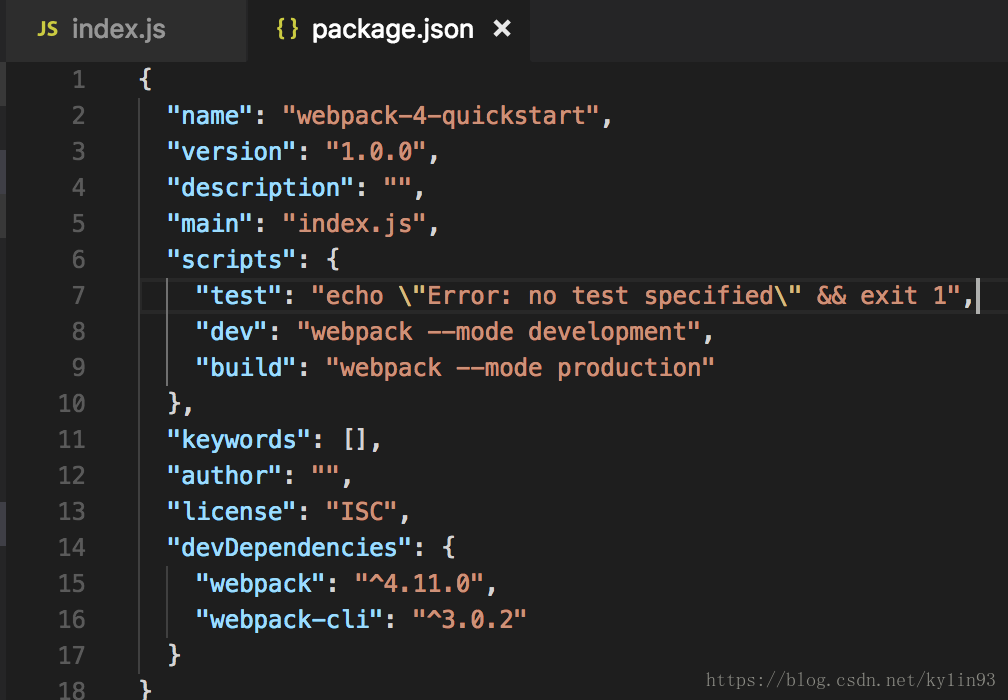 JS index.js {} package.json ×
1 {
2 "name": "webpack-4-quickstart",
3 "version": "1.0.0",
4 "description": "",
5 "main": "index.js",
6 "scripts": {
7 "test": "echo \"Error: no test specified\" && exit 1",
8 "dev": "webpack --mode development",
9 "build": "webpack --mode production"
10 },
11 "keywords": [],
12 "author": "",
13 "license": "ISC",
14 "devDependencies": {
15 "webpack": "^4.11.0",
16 "webpack-cli": "^3.0.2"
17 }
18 }
https://blog.csdn.net/kylin93